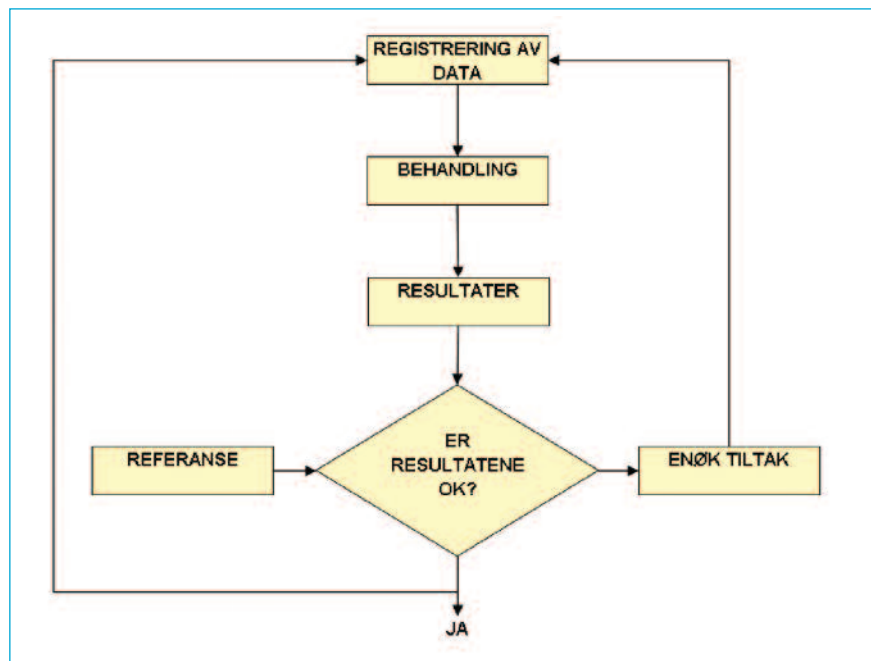 REGISTRERING AV
DATA
BEHANDLING
RESULTATER
REFERANSE
ER
RESULTATENE
OK?
ENØK TILTAK
JA